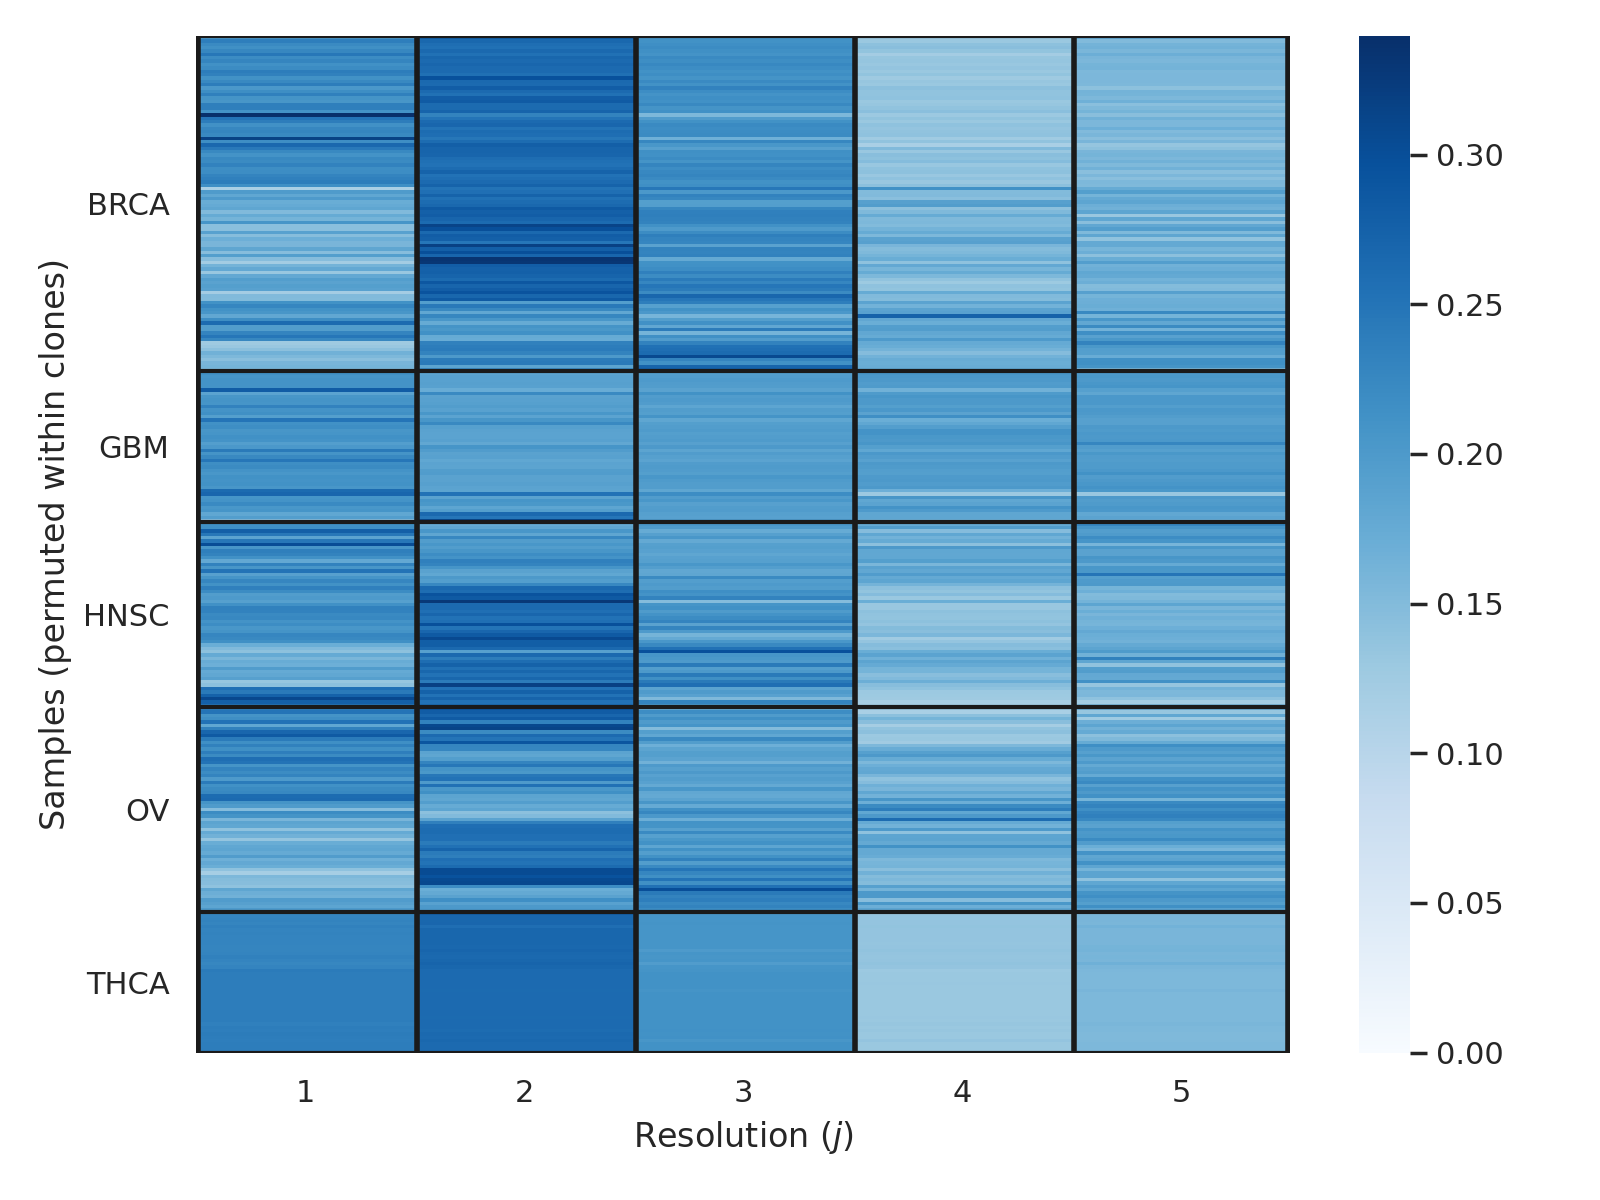 Samples (permuted within clones)
BRCA
GBM
HNSC
OV
THCA
1 2 3 4 5
Resolution (j)
0.30
0.25
0.20
0.15
0.10
0.05
0.00